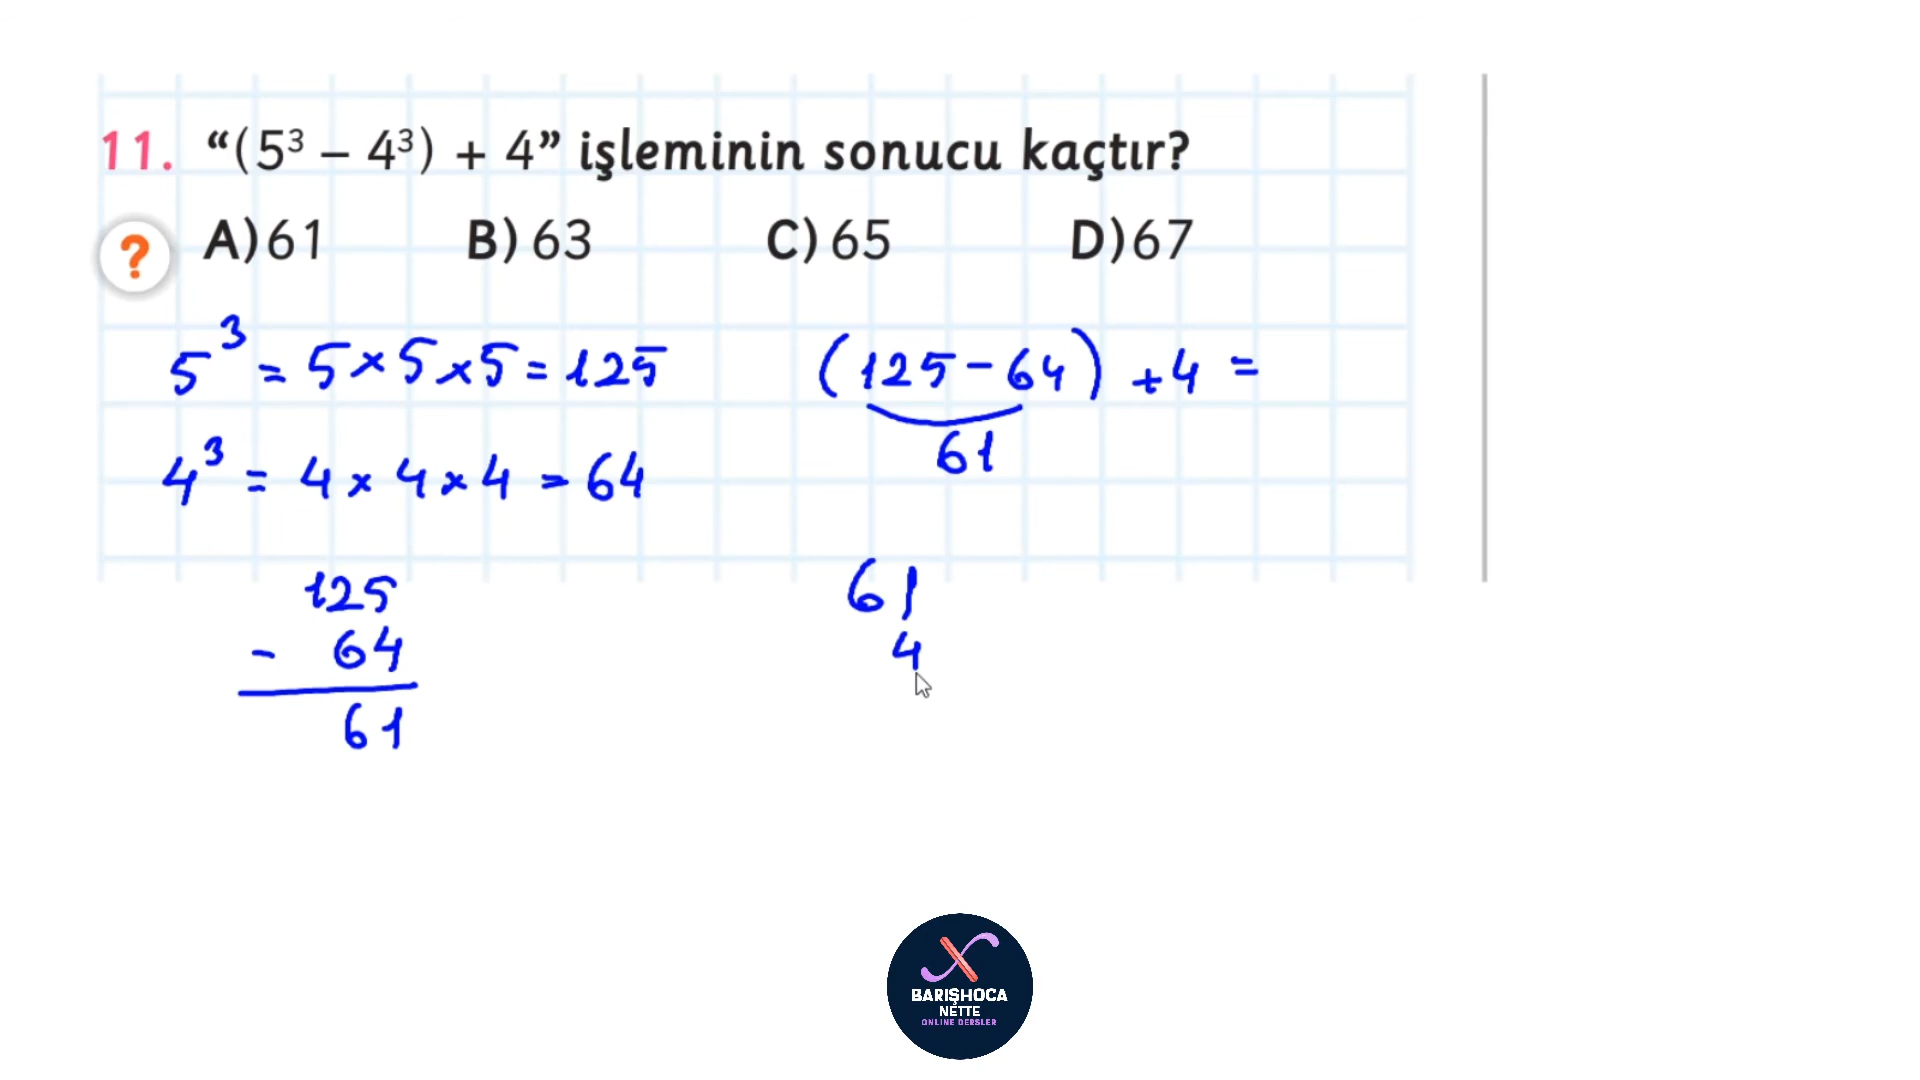 11. “(5³ – 4³) + 4” işleminin sonucu kaçtır?
? A) 61 B) 63 C) 65 D) 67
5³ = 5 × 5 × 5 = 125
4³ = 4 × 4 × 4 = 64
125
- 64
61
(125 - 64) + 4 =
61
61
4
BARIŞHOCA
NETTE
ONLINE DERSLER